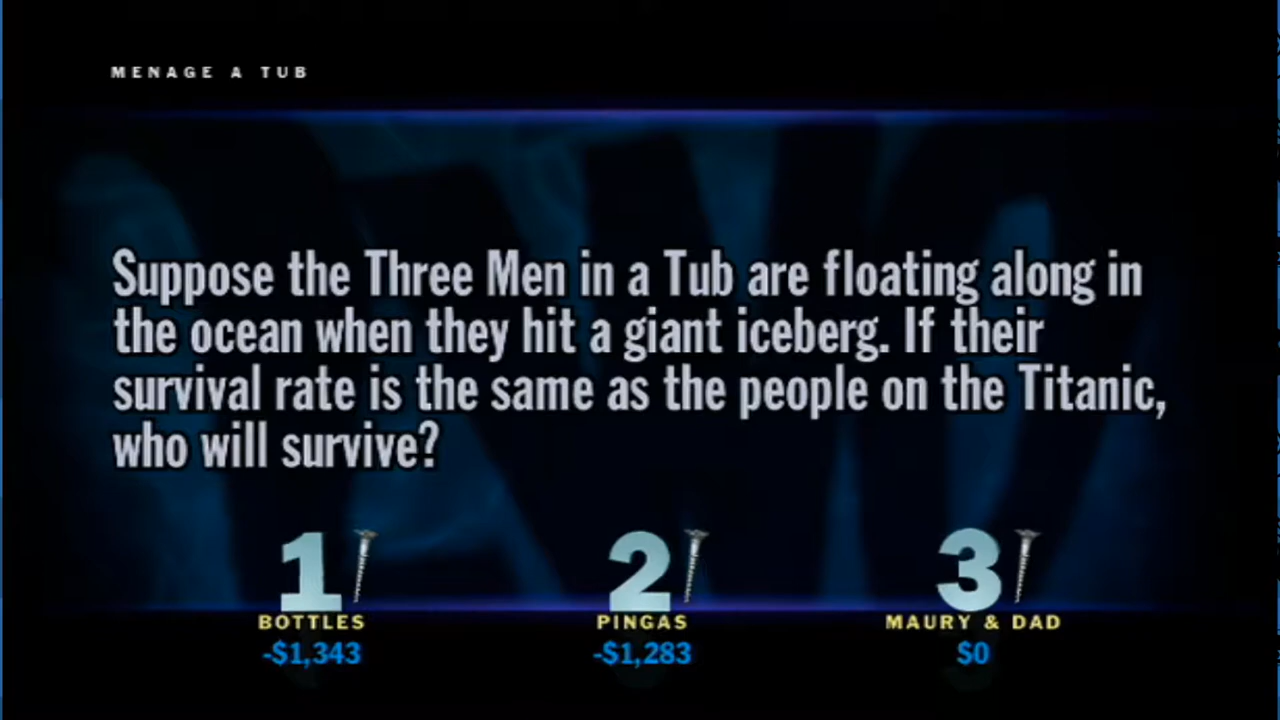 MENAGE A TUB
Suppose the Three Men in a Tub are floating along in
the ocean when they hit a giant iceberg. If their
survival rate is the same as the people on the Titanic,
who will survive?
1 2 3
BOTTLES PINGAS MAURY & DAD
-$1,343 -$1,283 $0